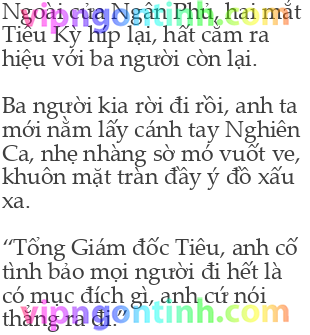 Ngoài cửa Ngân Phủ, hai mắt
Tiêu Kỳ híp lại, hất cằm ra
hiệu với ba người còn lại.
Ba người kia rời đi rồi, anh ta
mới nắm lấy cánh tay Nghiên
Ca, nhẹ nhàng sờ mó vuốt ve,
khuôn mặt tràn đầy ý đồ xấu
xa.
“Tổng Giám đốc Tiêu, anh cố
tình bảo mọi người đi hết là
có mục đích gì, anh cứ nói
thẳng ra đi.”
vipngontinh.com
vipngontinh.com